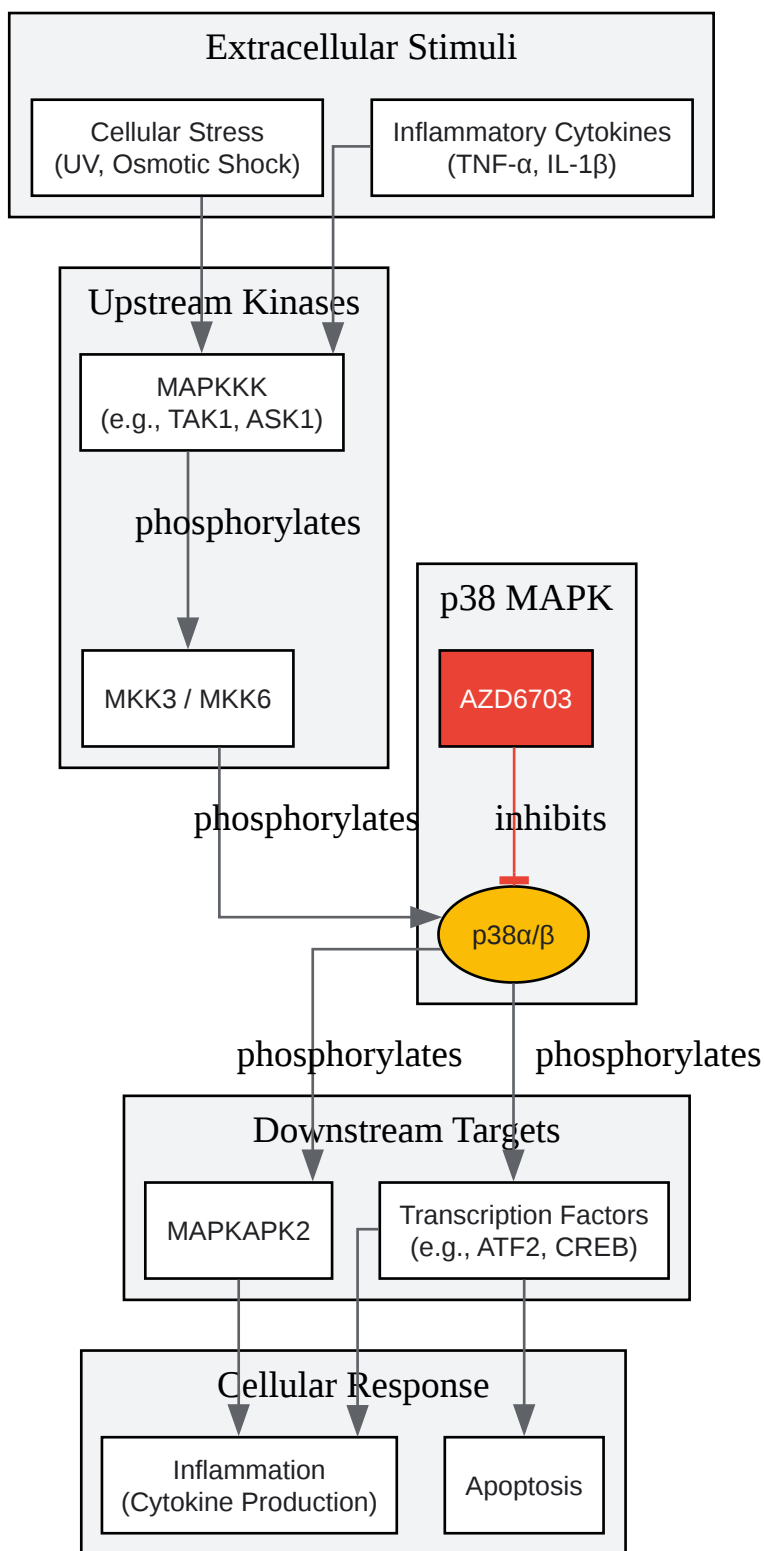 Extracellular Stimuli
Cellular Stress
(UV, Osmotic Shock)
Inflammatory Cytokines
(TNF-α, IL-1β)
Upstream Kinases
MAPKKK
(e.g., TAK1, ASK1)
phosphorylates
MKK3 / MKK6
p38 MAPK
AZD6703
phosphorylates
inhibits
p38α/β
phosphorylates
phosphorylates
Downstream Targets
MAPKAPK2
Transcription Factors
(e.g., ATF2, CREB)
Cellular Response
Inflammation
(Cytokine Production)
Apoptosis